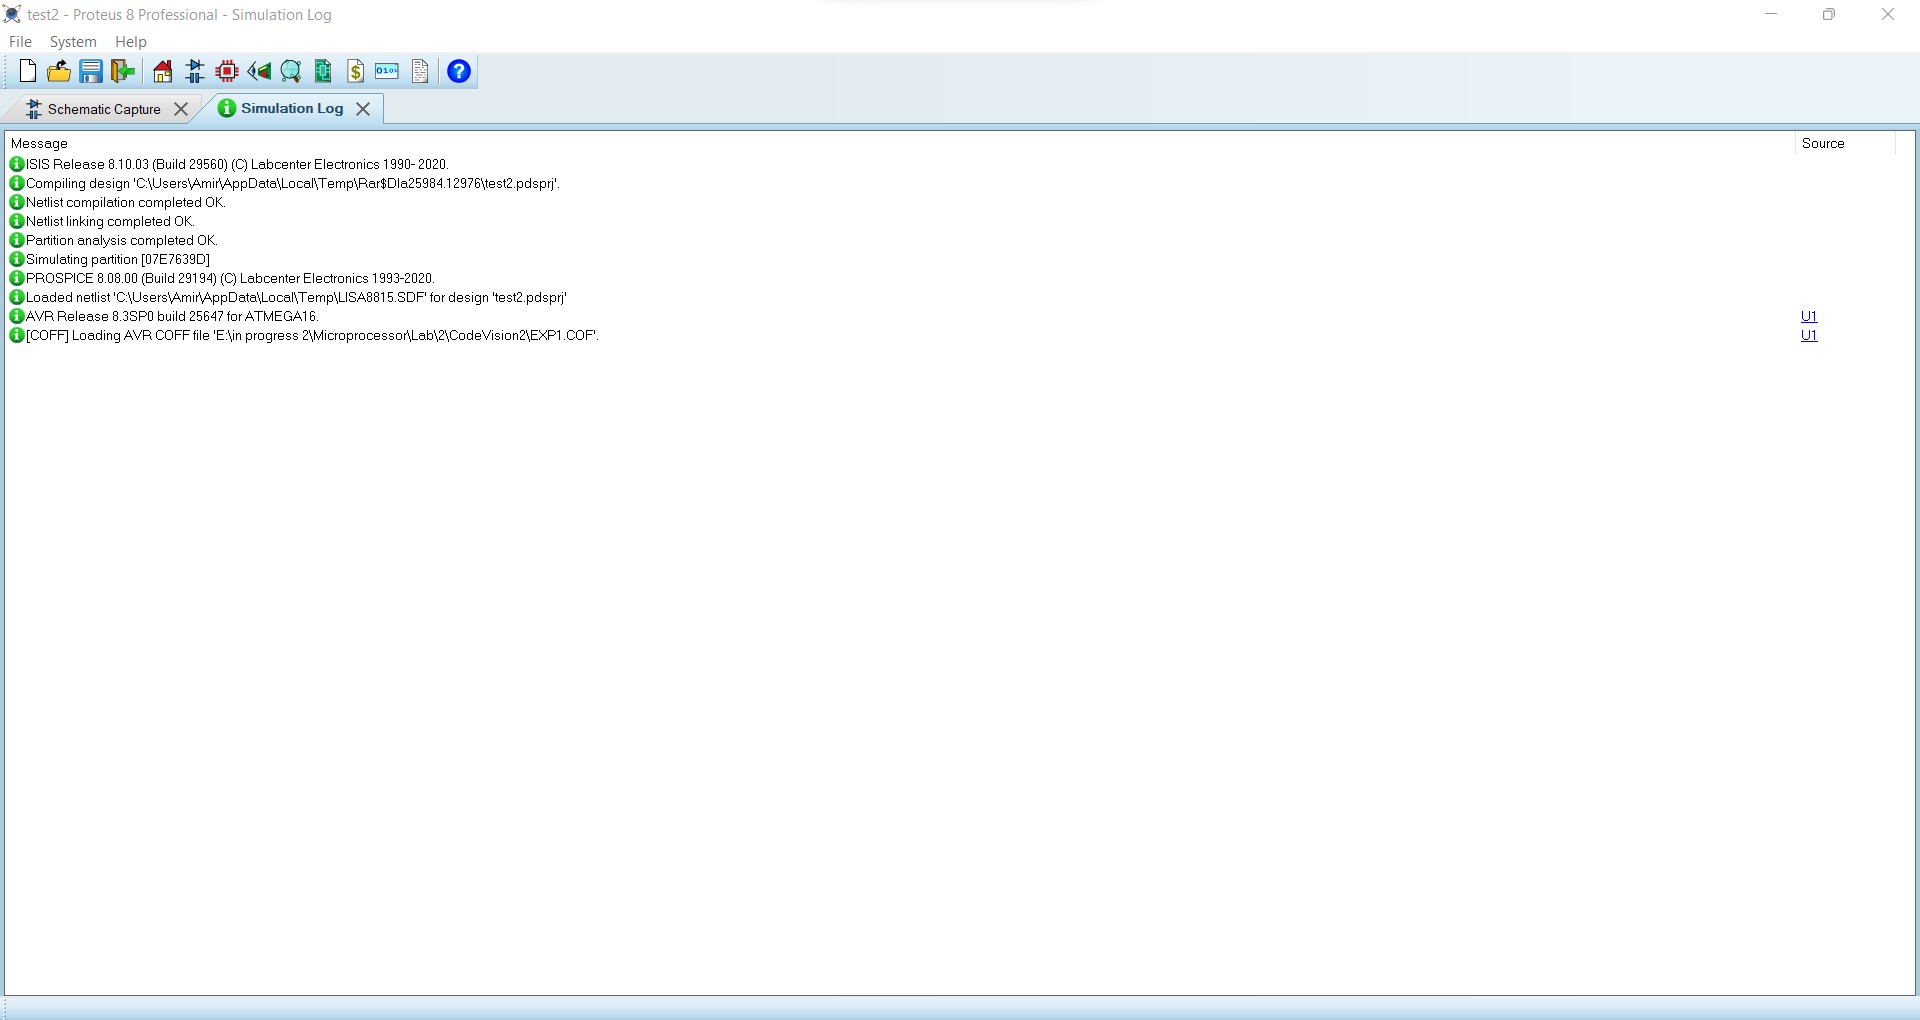 test2 - Proteus 8 Professional - Simulation Log
File System Help
$ 0101 ?
Schematic Capture Simulation Log
Message Source
ISIS Release 8.10.03 (Build 29560) (C) Labcenter Electronics 1990- 2020.
Compiling design 'C:\Users\Amir\AppData\Local\Temp\Rar$DIa25984.12976\test2.pdsprj'.
Netlist compilation completed OK.
Netlist linking completed OK.
Partition analysis completed OK.
Simulating partition [07E7639D]
PROSPICE 8.08.00 (Build 29194) (C) Labcenter Electronics 1993-2020.
Loaded netlist 'C:\Users\Amir\AppData\Local\Temp\LISA8815.SDF' for design 'test2.pdsprj'
AVR Release 8.3SP0 build 25647 for ATMEGA16. U1
[COFF] Loading AVR COFF file 'E:\in progress 2\Microprocessor\Lab\2\CodeVision2\EXP1.COF'. U1